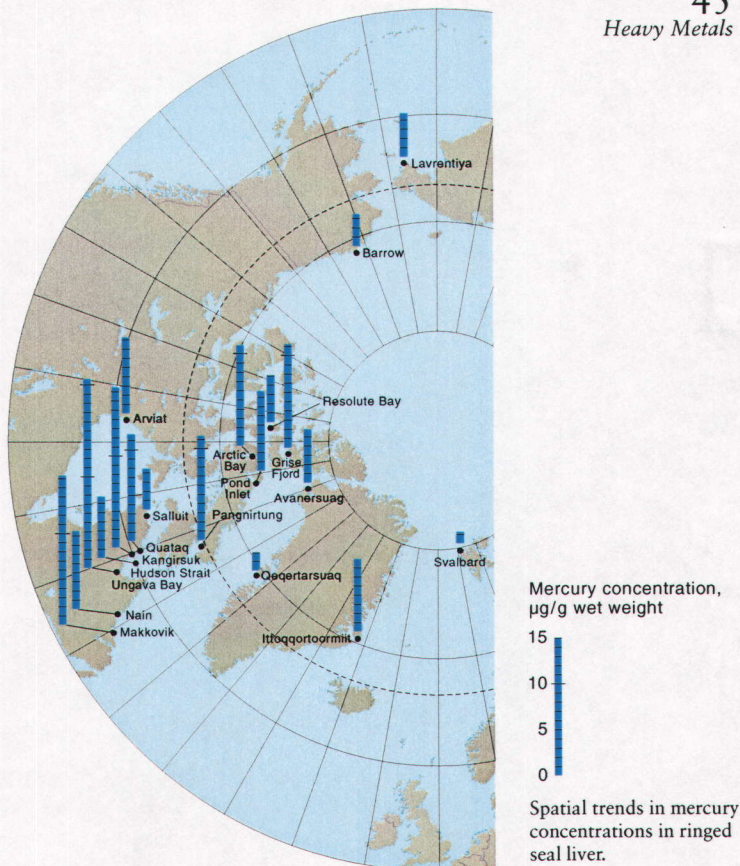 45
Heavy Metals
Lavrentiya
Barrow
Resolute Bay
Arviat
Arctic
Bay
Grise
Fjord
Pond
Inlet
Avanersuaq
Salluit
Pangnirtung
Quataq
Kangirsuk
Hudson Strait
Ungava Bay
Qeqertarsuaq
Svalbard
Nain
Makkovik
Ittoqqortoormiit
Mercury concentration,
µg/g wet weight
15
10
5
0
Spatial trends in mercury
concentrations in ringed
seal liver.